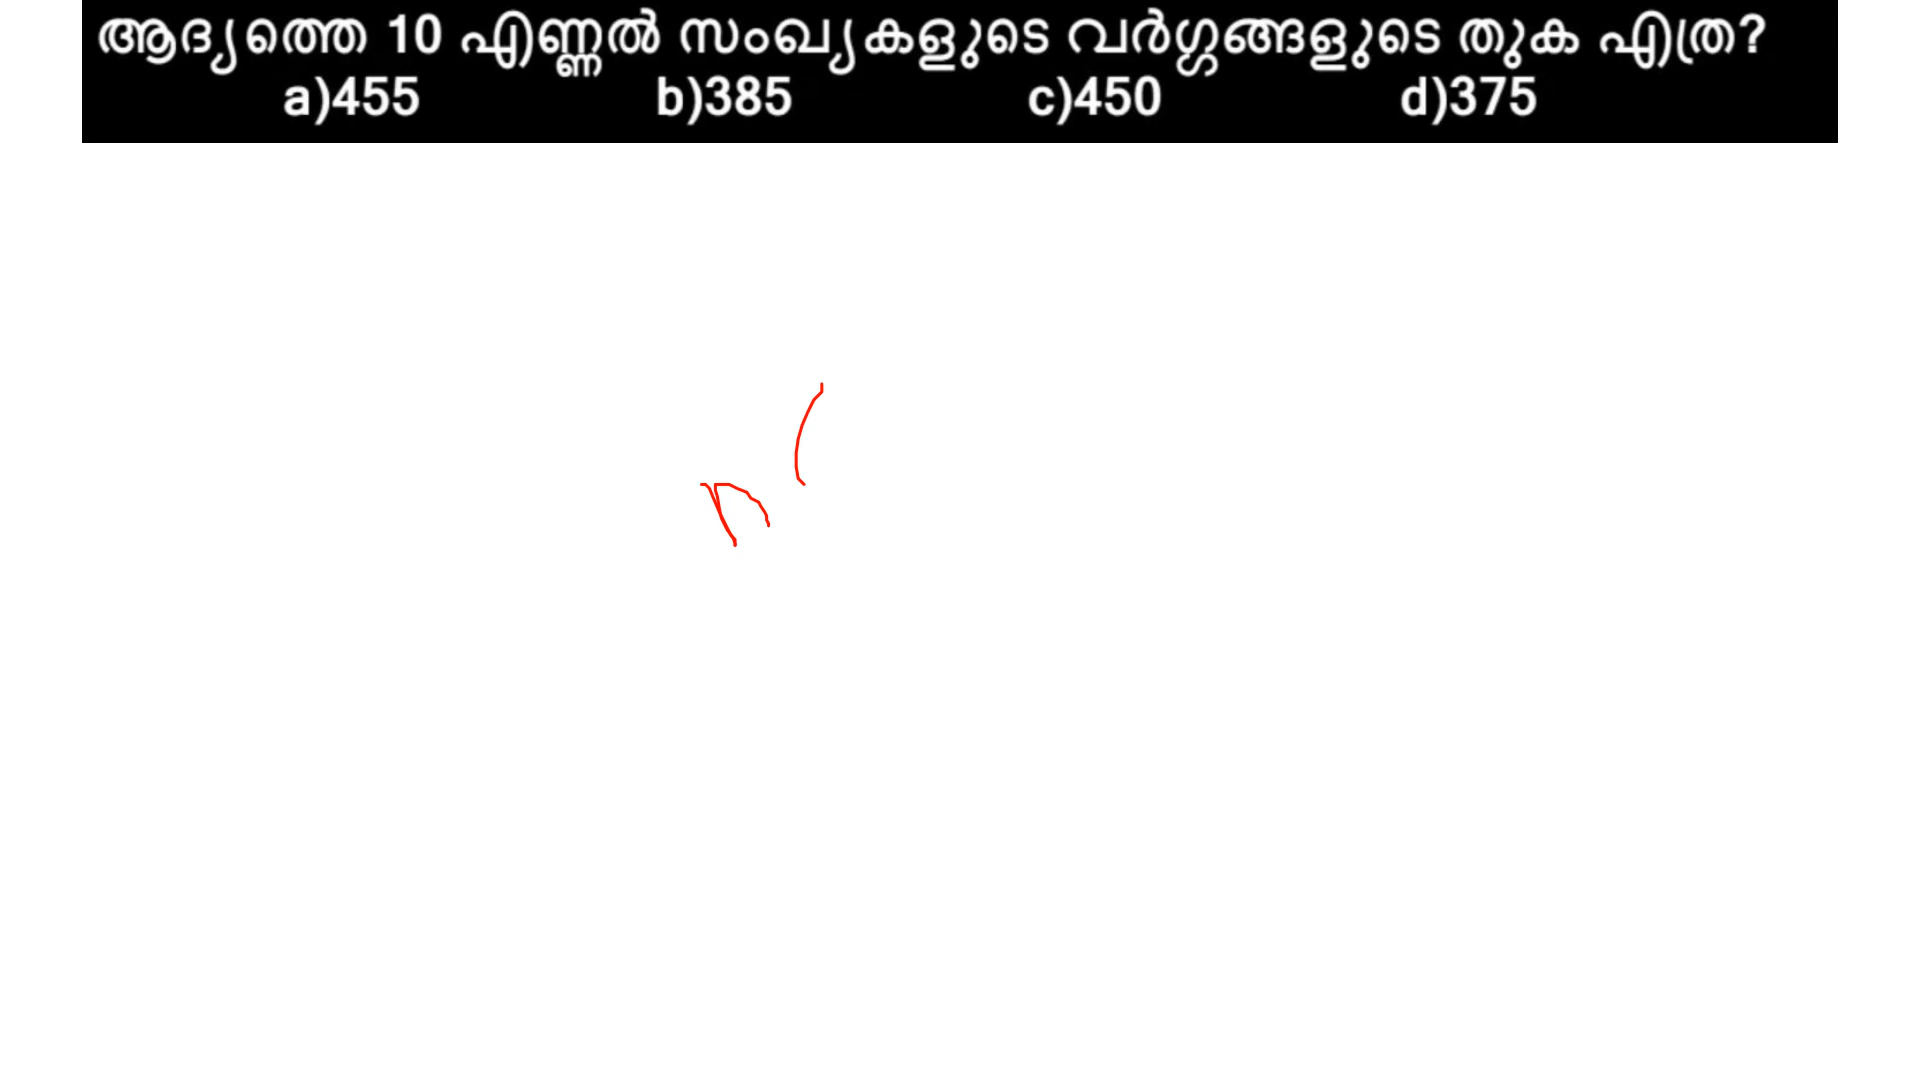 ആദ്യത്തെ 10 എണ്ണൽ സംഖ്യകളുടെ വർഗ്ഗങ്ങളുടെ തുക എത്ര?
a)455 b)385 c)450 d)375
n (